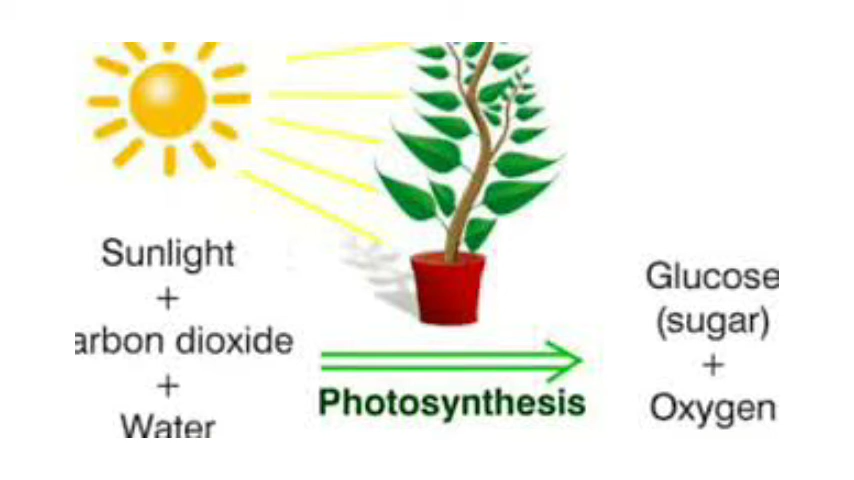 Sunlight
+
arbon dioxide
+
Water
Photosynthesis
Glucose
(sugar)
+
Oxygen